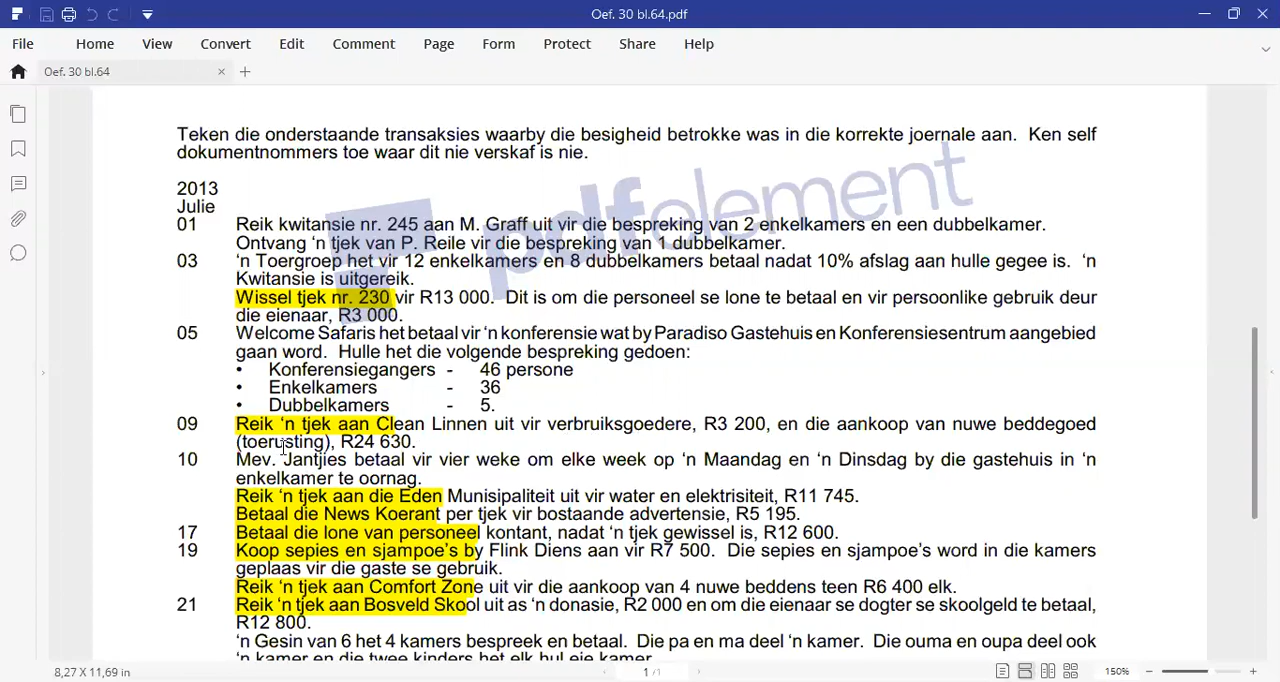 Oef. 30 bl.64.pdf
File Home View Convert Edit Comment Page Form Protect Share Help
Oef. 30 bl.64
Teken die onderstaande transaksies waarby die besigheid betrokke was in die korrekte joernale aan. Ken self
dokumentnommers toe waar dit nie verskaf is nie.
2013
Julie
01 Reik kwitansie nr. 245 aan M. Graff uit vir die bespreking van 2 enkelkamers en een dubbelkamer.
Ontvang 'n tjek van P. Reile vir die bespreking van 1 dubbelkamer.
03 'n Toergroep het vir 12 enkelkamers en 8 dubbelkamers betaal nadat 10% afslag aan hulle gegee is. 'n
Kwitansie is uitgereik.
Wissel tjek nr. 230 vir R13 000. Dit is om die personeel se lone te betaal en vir persoonlike gebruik deur
die eienaar, R3 000.
05 Welcome Safaris het betaal vir 'n konferensie wat by Paradiso Gastehuis en Konferensiesentrum aangebied
gaan word. Hulle het die volgende bespreking gedoen:
• Konferensiegangers - 46 persone
• Enkelkamers - 36
• Dubbelkamers - 5.
09 Reik 'n tjek aan Clean Linnen uit vir verbruiksgoedere, R3 200, en die aankoop van nuwe beddegoed
(toerusting), R24 630.
10 Mev. Jantjies betaal vir vier weke om elke week op 'n Maandag en 'n Dinsdag by die gastehuis in 'n
enkelkamer te oornag.
Reik 'n tjek aan die Eden Munisipaliteit uit vir water en elektrisiteit, R11 745.
Betaal die News Koerant per tjek vir bostaande advertensie, R5 195.
17 Betaal die lone van personeel kontant, nadat 'n tjek gewissel is, R12 600.
19 Koop sepies en sjampoe's by Flink Diens aan vir R7 500. Die sepies en sjampoe's word in die kamers
geplaas vir die gaste se gebruik.
Reik 'n tjek aan Comfort Zone uit vir die aankoop van 4 nuwe beddens teen R6 400 elk.
21 Reik 'n tjek aan Bosveld Skool uit as 'n donasie, R2 000 en om die eienaar se dogter se skoolgeld te betaal,
R12 800.
'n Gesin van 6 het 4 kamers bespreek en betaal. Die pa en ma deel 'n kamer. Die ouma en oupa deel ook
'n kamer en die twee kinders het elk hul eie kamer.
pdfelement
8,27 X 11,69 in 1 /1 150%